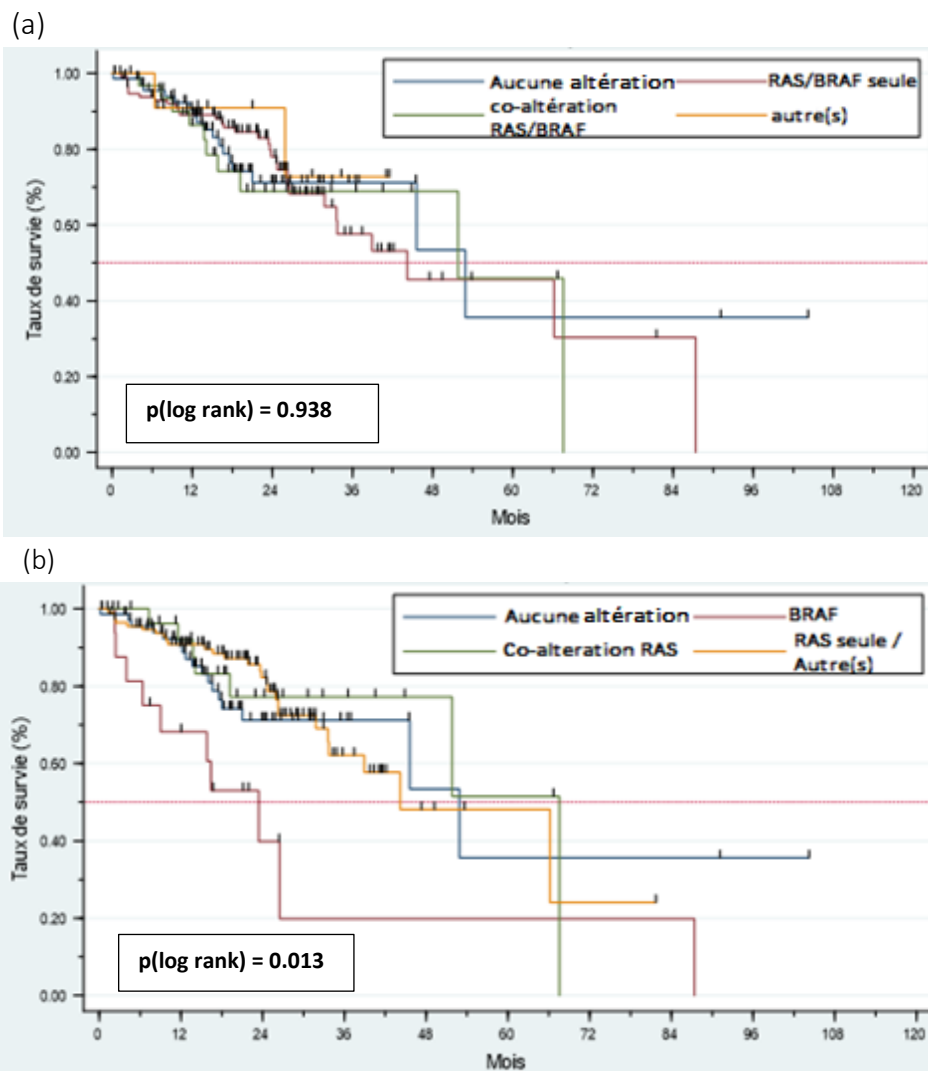 (a)
Aucune altération
RAS/BRAF seule
co-altération
RAS/BRAF
autre(s)
Taux de survie (%)
1.00
0.80
0.60
0.40
0.20
0.00
p(log rank) = 0.938
0 12 24 36 48 60 72 84 96 108 120
Mois
(b)
Aucune altération
BRAF
Co-alteration RAS
RAS seule /
Autre(s)
Taux de survie (%)
1.00
0.80
0.60
0.40
0.20
0.00
p(log rank) = 0.013
0 12 24 36 48 60 72 84 96 108 120
Mois